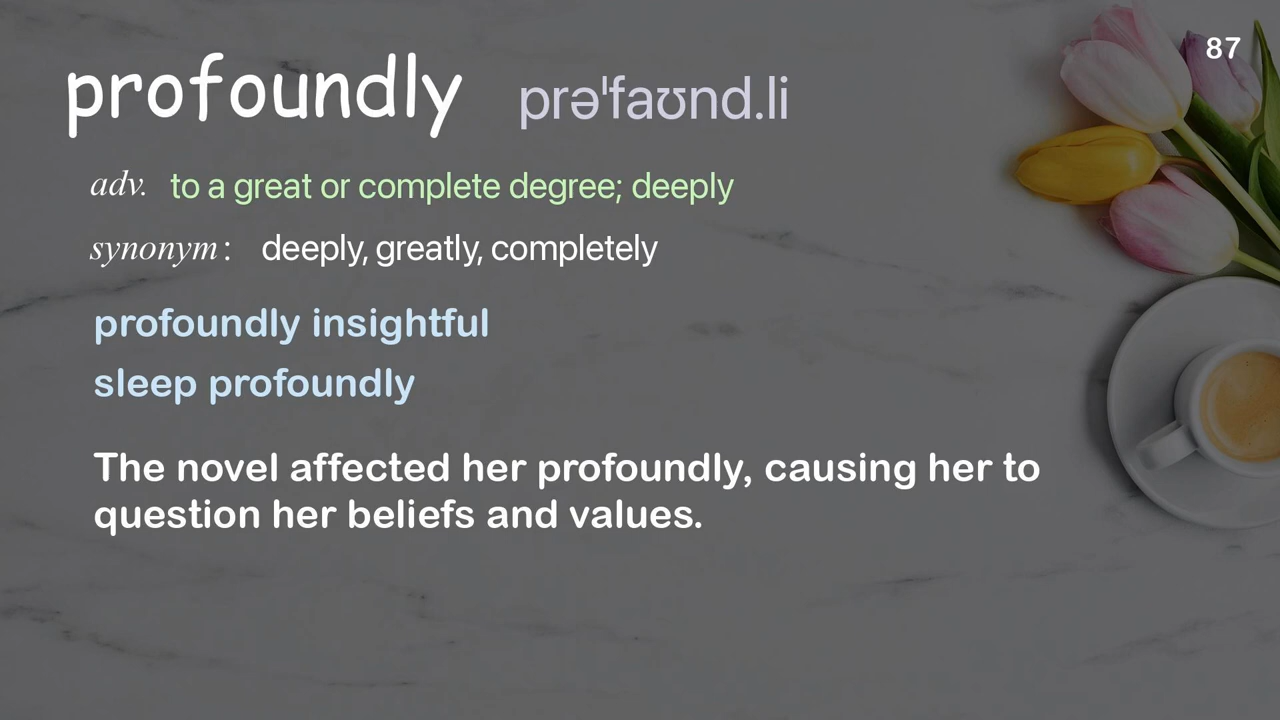 87
profoundly prəˈfaʊnd.li
adv. to a great or complete degree; deeply
synonym: deeply, greatly, completely
profoundly insightful
sleep profoundly
The novel affected her profoundly, causing her to
question her beliefs and values.